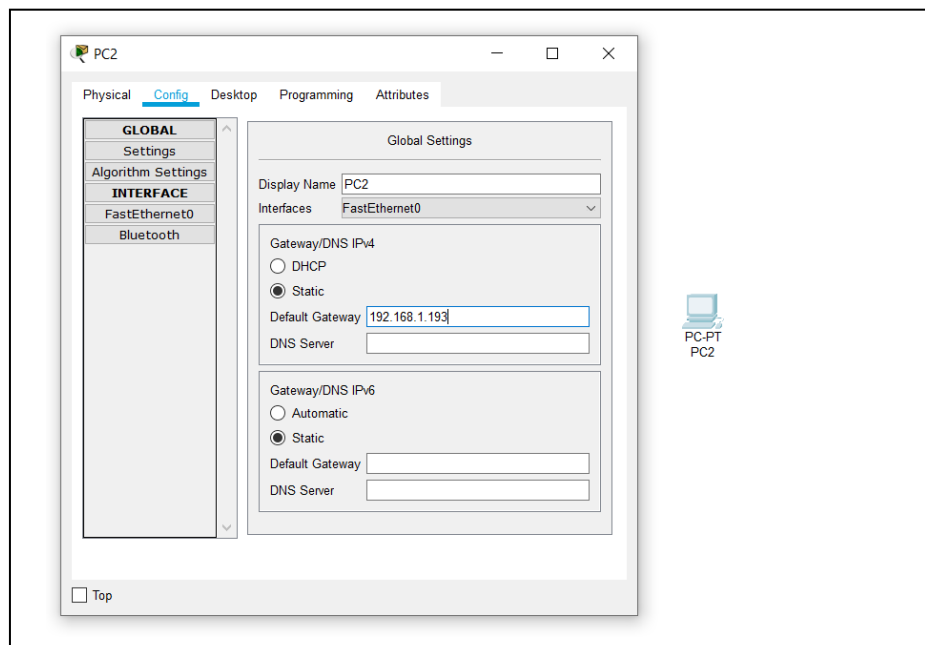 PC2
Physical Config Desktop Programming Attributes
GLOBAL
Settings
Algorithm Settings
INTERFACE
FastEthernet0
Bluetooth
Global Settings
Display Name PC2
Interfaces FastEthernet0
Gateway/DNS IPv4
DHCP
Static
Default Gateway 192.168.1.193
DNS Server
Gateway/DNS IPv6
Automatic
Static
Default Gateway
DNS Server
Top
PC-PT
PC2